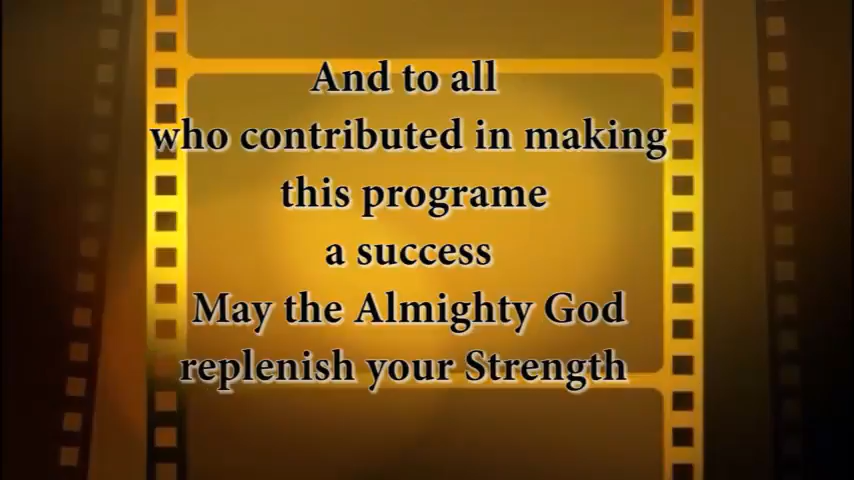 And to all
who contributed in making
this programe
a success
May the Almighty God
replenish your Strength